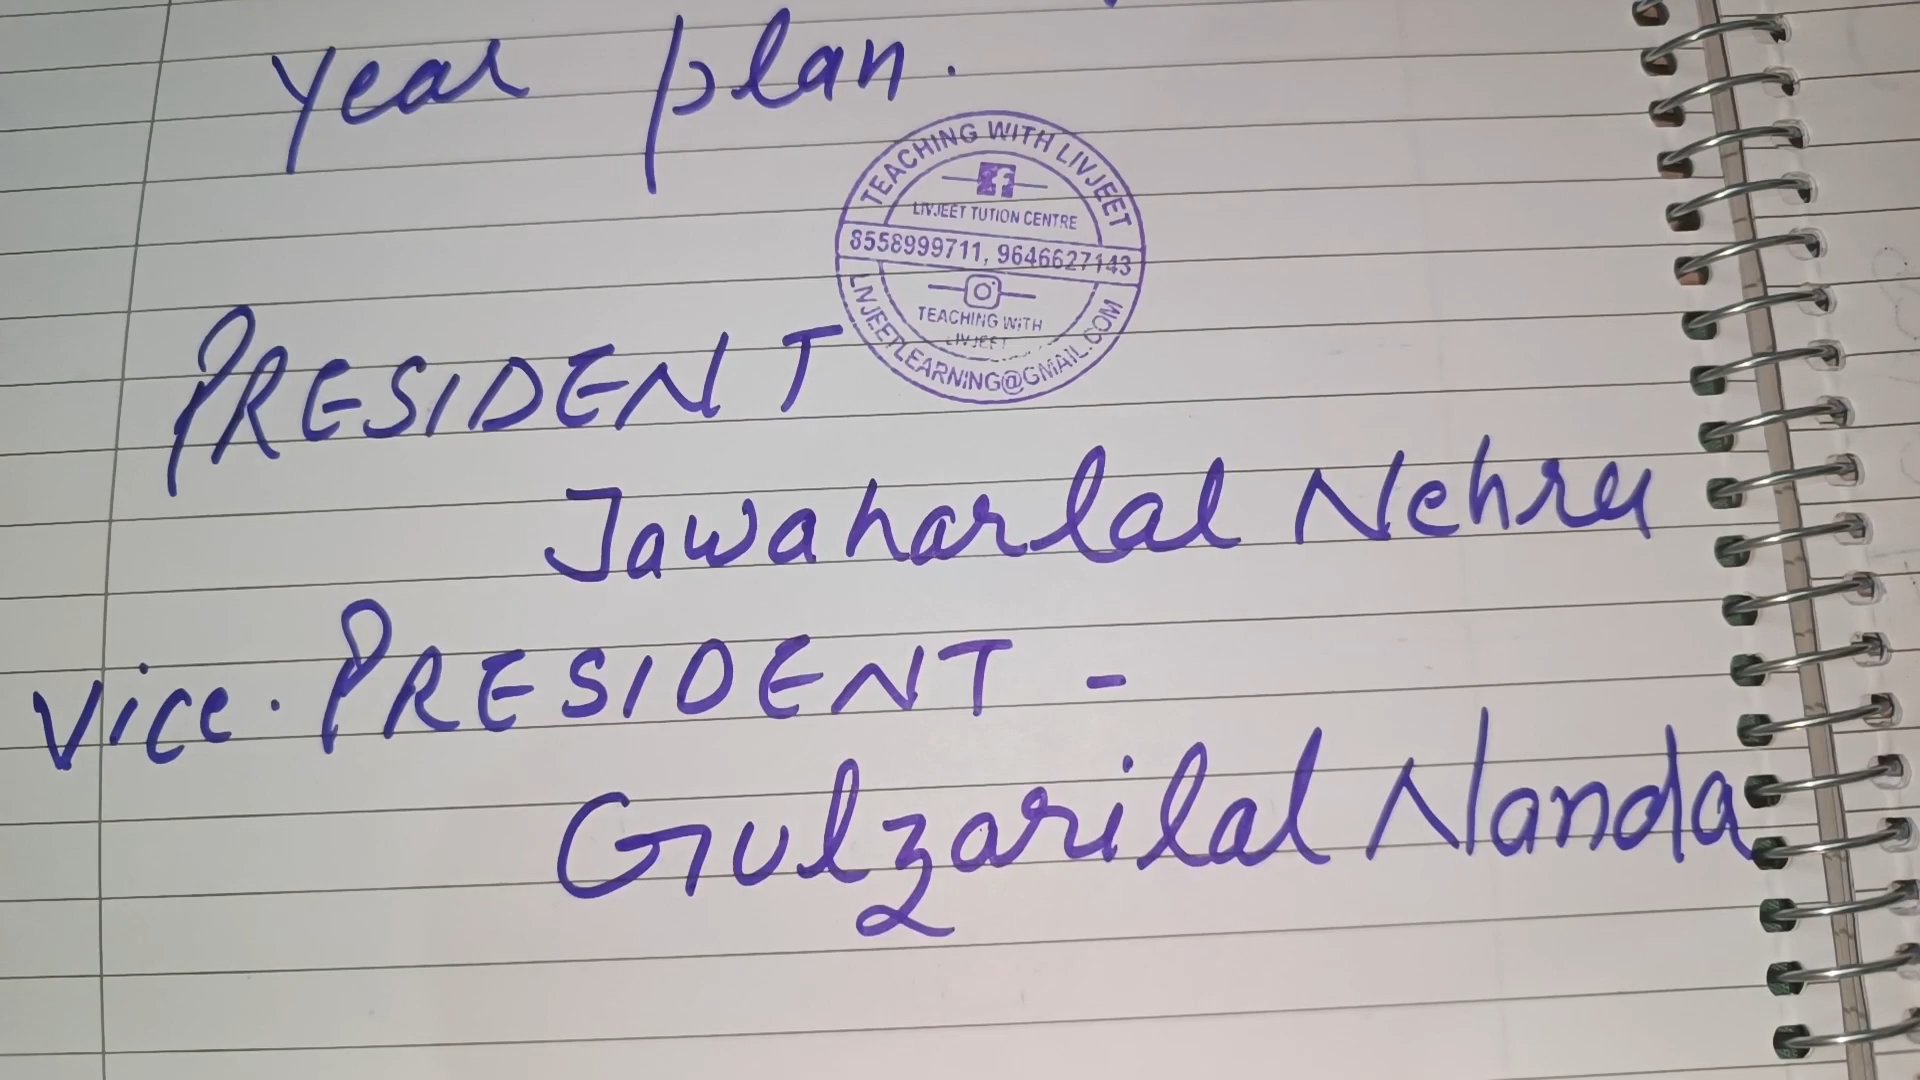 year plan.
TEACHING WITH LIVJEET
LIVJEET TUTION CENTRE
8558999711, 9646627143
TEACHING WITH
LIVJEET
LIVJEETLEARNING@GMAIL.COM
PRESIDENT
Jawaharlal Nehru
Vice. PRESIDENT -
Gulzarilal Nanda